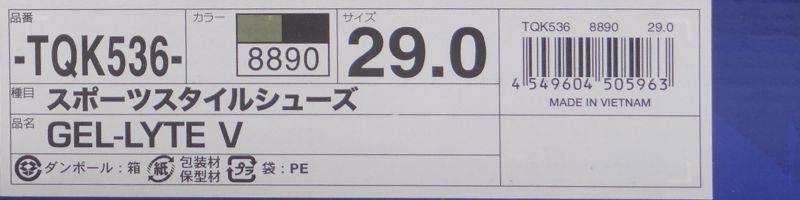 品番 -TQK536- カラー 8890 サイズ 29.0
種目 スポーツスタイルシューズ
品名 GEL-LYTE V
ダンボール：箱 紙 包装材 保型材 プラ 袋：PE
TQK536 8890 29.0
4 549604 505963
MADE IN VIETNAM